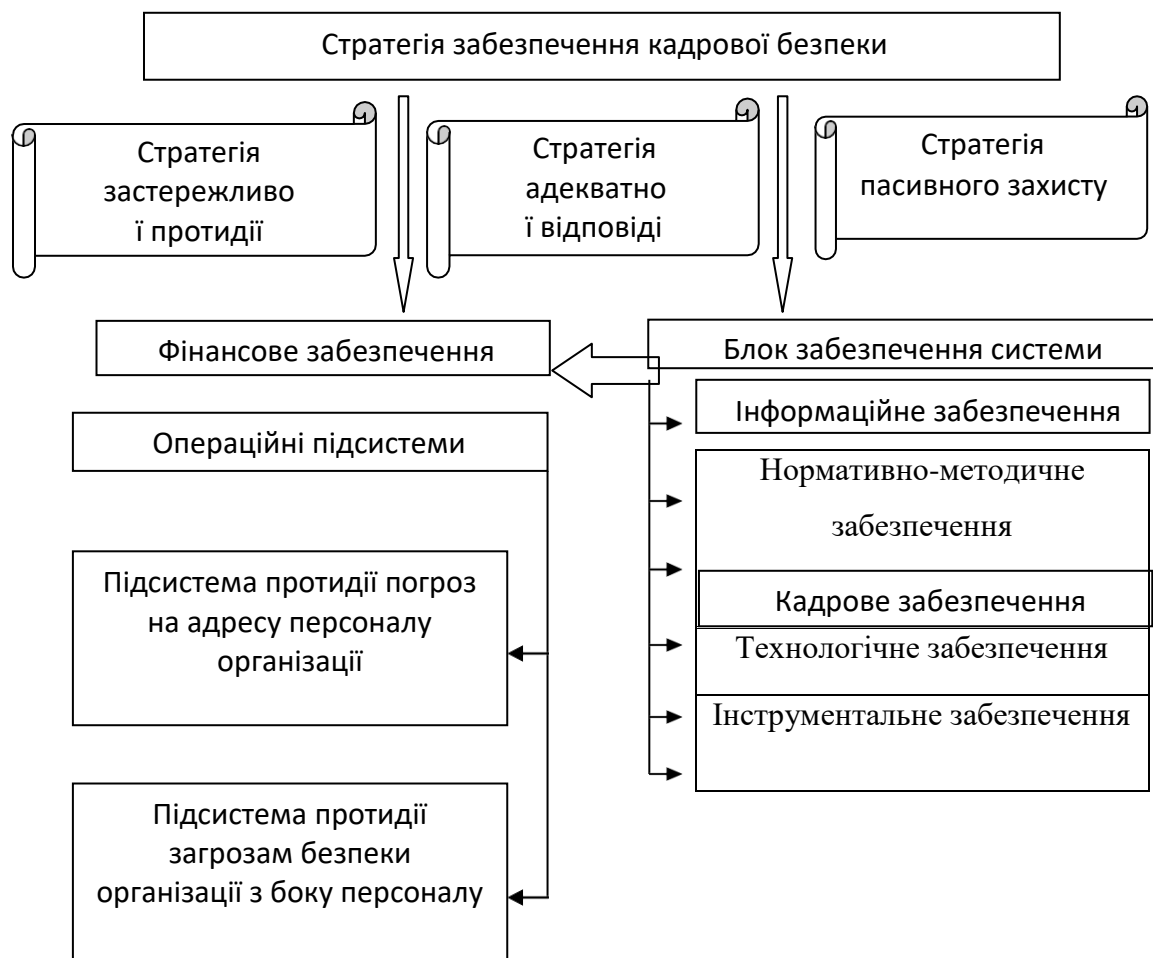 Стратегія забезпечення кадрової безпеки
Стратегія
застережливо
ї протидії
Стратегія
адекватно
ї відповіді
Стратегія
пасивного захисту
Фінансове забезпечення
Блок забезпечення системи
Операційні підсистеми
Підсистема протидії погроз
на адресу персоналу
організації
Підсистема протидії
загрозам безпеки
організації з боку персоналу
Інформаційне забезпечення
Нормативно-методичне
забезпечення
Кадрове забезпечення
Технологічне забезпечення
Інструментальне забезпечення